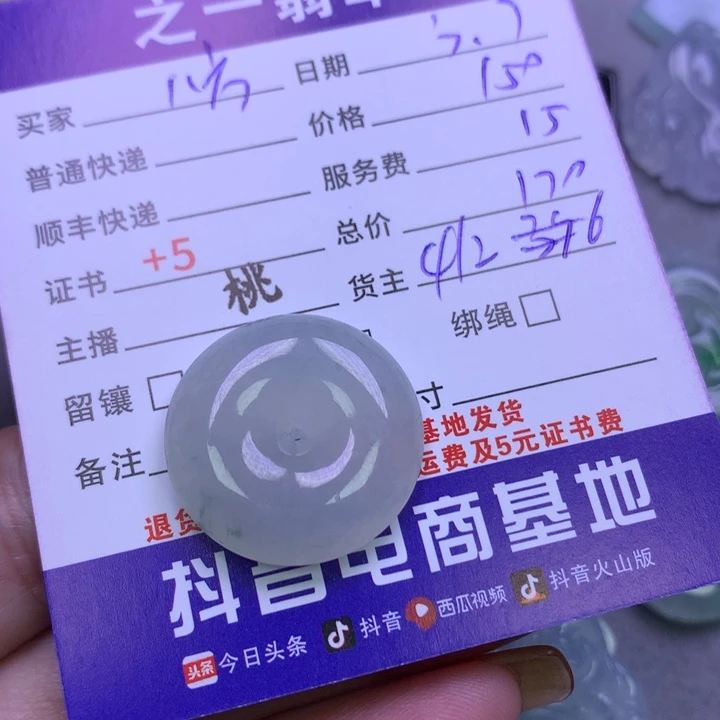 之一翡
买家 日期
普通快递 价格 150
顺丰快递 服务费 15
证书 +5 总价 170
主播 桃 货主
留镶 绑绳
备注 寸
基地发货
退货 运费及5元证书费
抖音电商基地
头条 今日头条 抖音 西瓜视频 抖音火山版